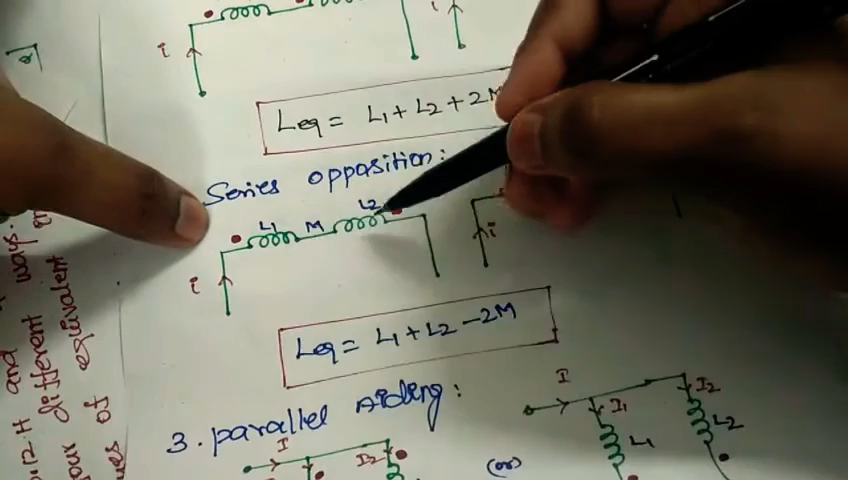 i
i
Leq = L1 + L2 + 2M
Series opposition:
L1 M L2
i
i
Leq = L1 + L2 - 2M
3. parallel Aiding:
I
I2
(or)
I
I1
I2
L1
L2
2]
H and
ways.
different
equivalent
of